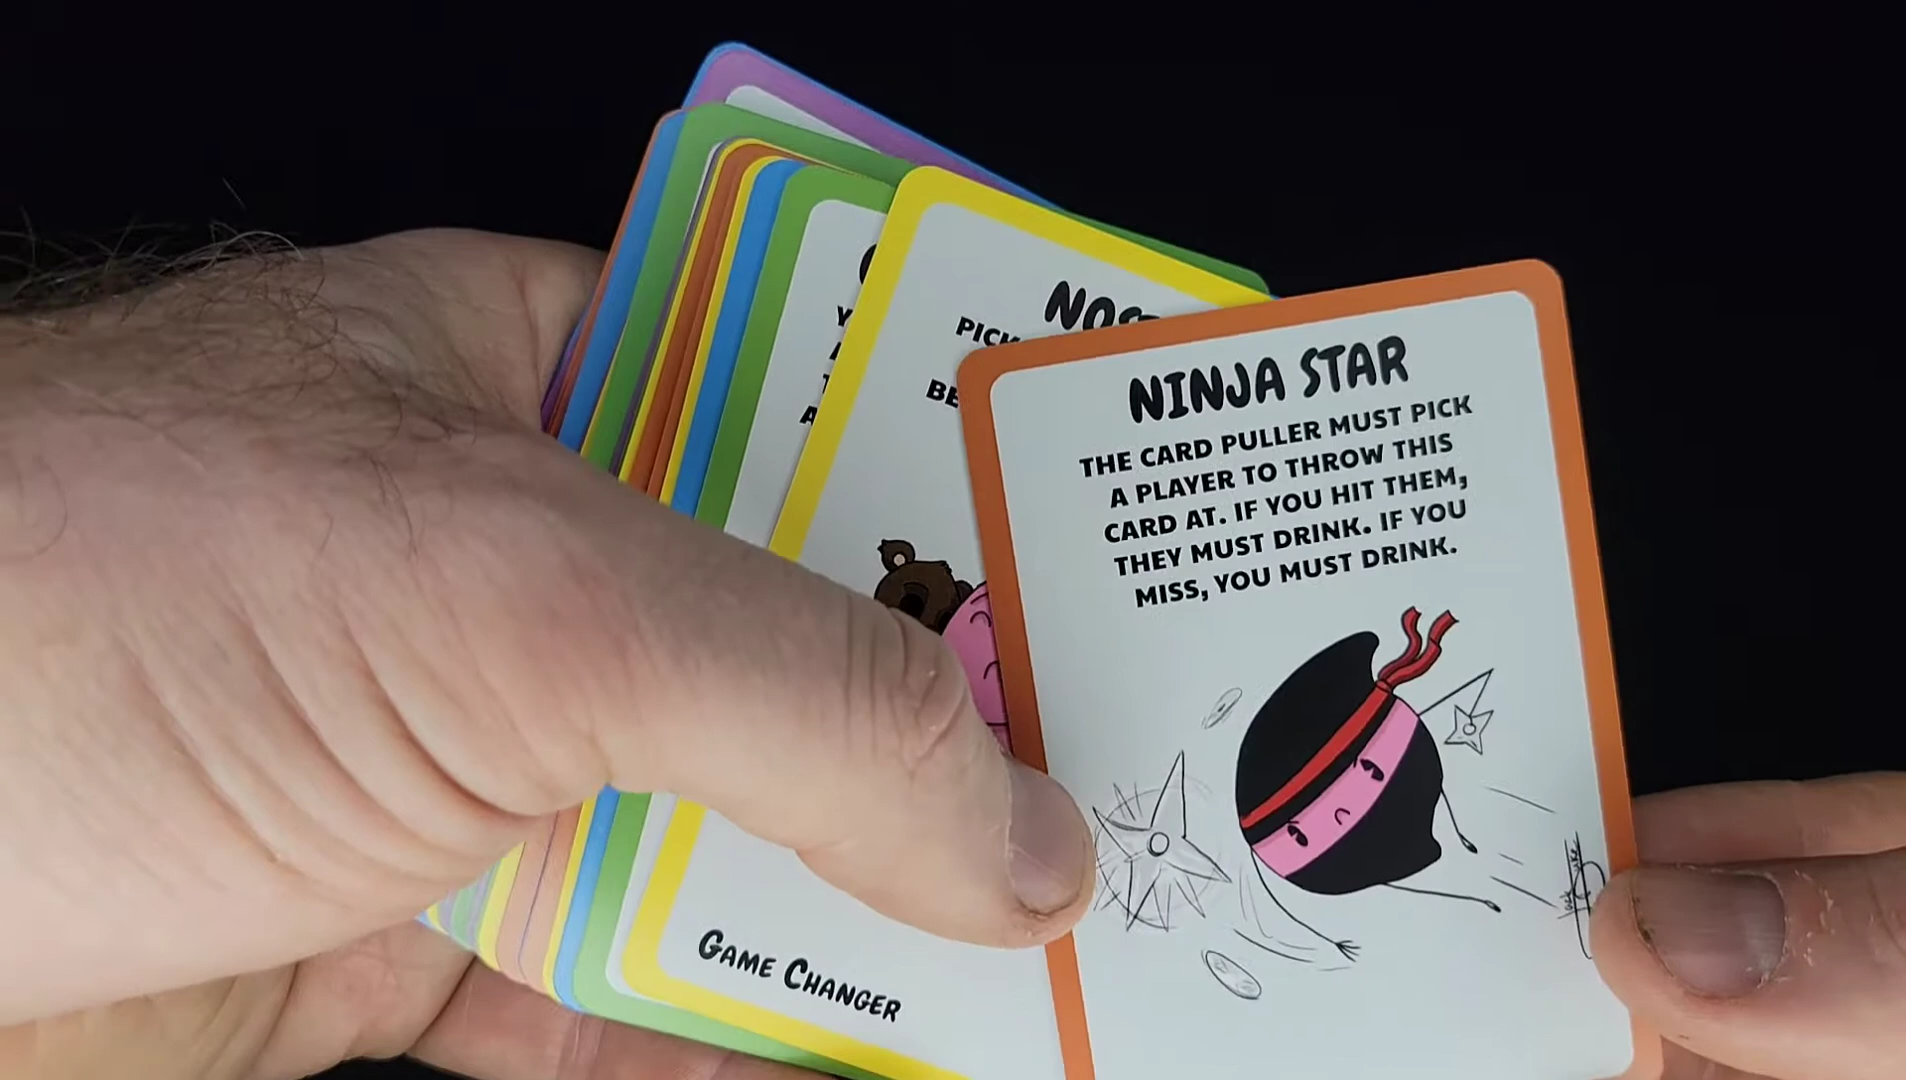 NINJA STAR
THE CARD PULLER MUST PICK
A PLAYER TO THROW THIS
CARD AT. IF YOU HIT THEM,
THEY MUST DRINK. IF YOU
MISS, YOU MUST DRINK.
GAME CHANGER